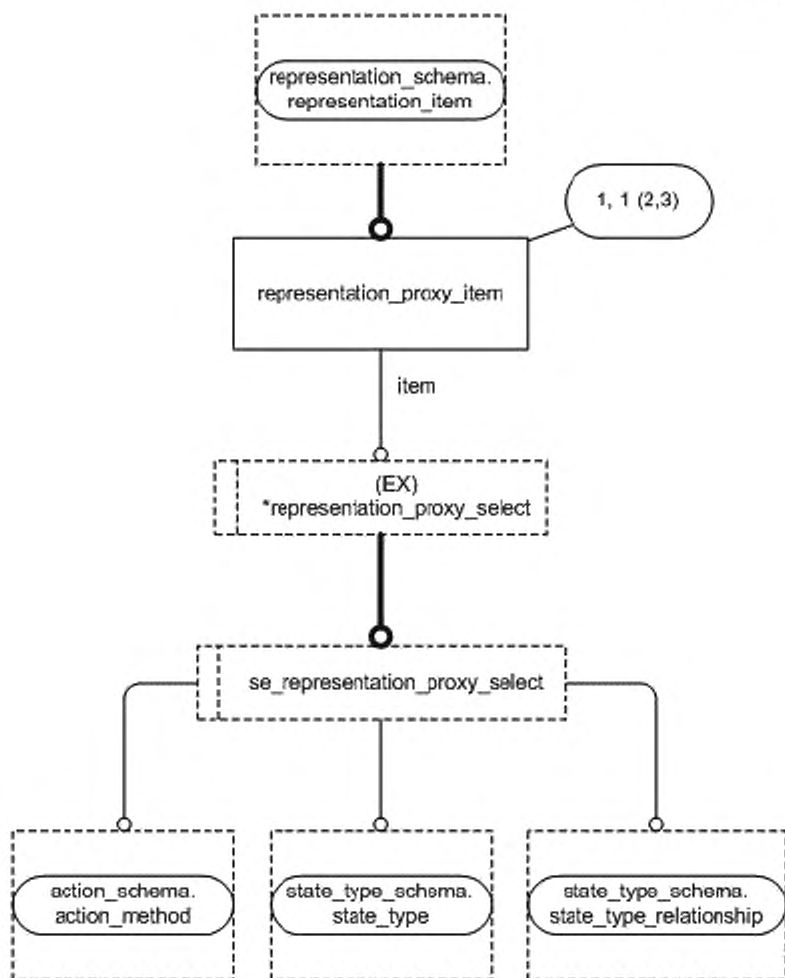 representation_schema.
representation_item
1, 1 (2,3)
representation_proxy_item
item
(EX)
*representation_proxy_select
se_representation_proxy_select
action_schema.
action_method
state_type_schema.
state_type
state_type_schema.
state_type_relationship